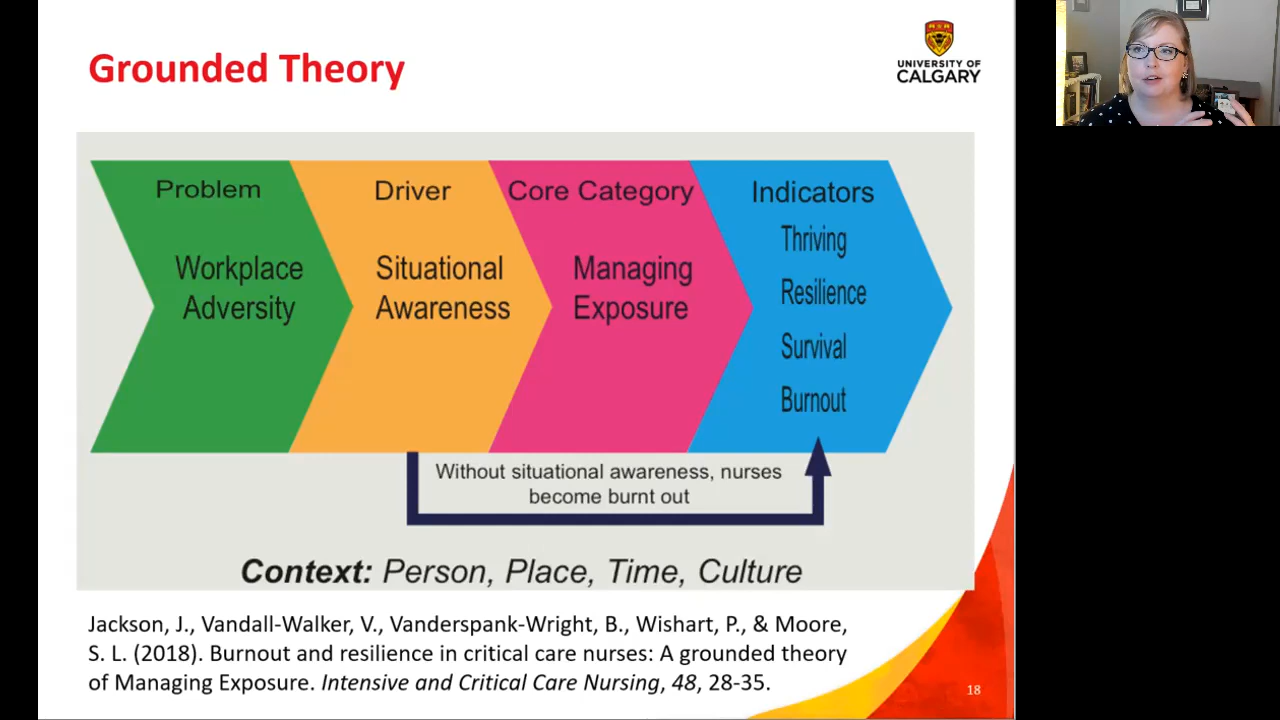 Grounded Theory
UNIVERSITY OF
CALGARY
Problem
Driver
Core Category
Indicators
Workplace
Adversity
Situational
Awareness
Managing
Exposure
Thriving
Resilience
Survival
Burnout
Without situational awareness, nurses
become burnt out
Context: Person, Place, Time, Culture
Jackson, J., Vandall-Walker, V., Vanderspank-Wright, B., Wishart, P., & Moore,
S. L. (2018). Burnout and resilience in critical care nurses: A grounded theory
of Managing Exposure. Intensive and Critical Care Nursing, 48, 28-35.
18